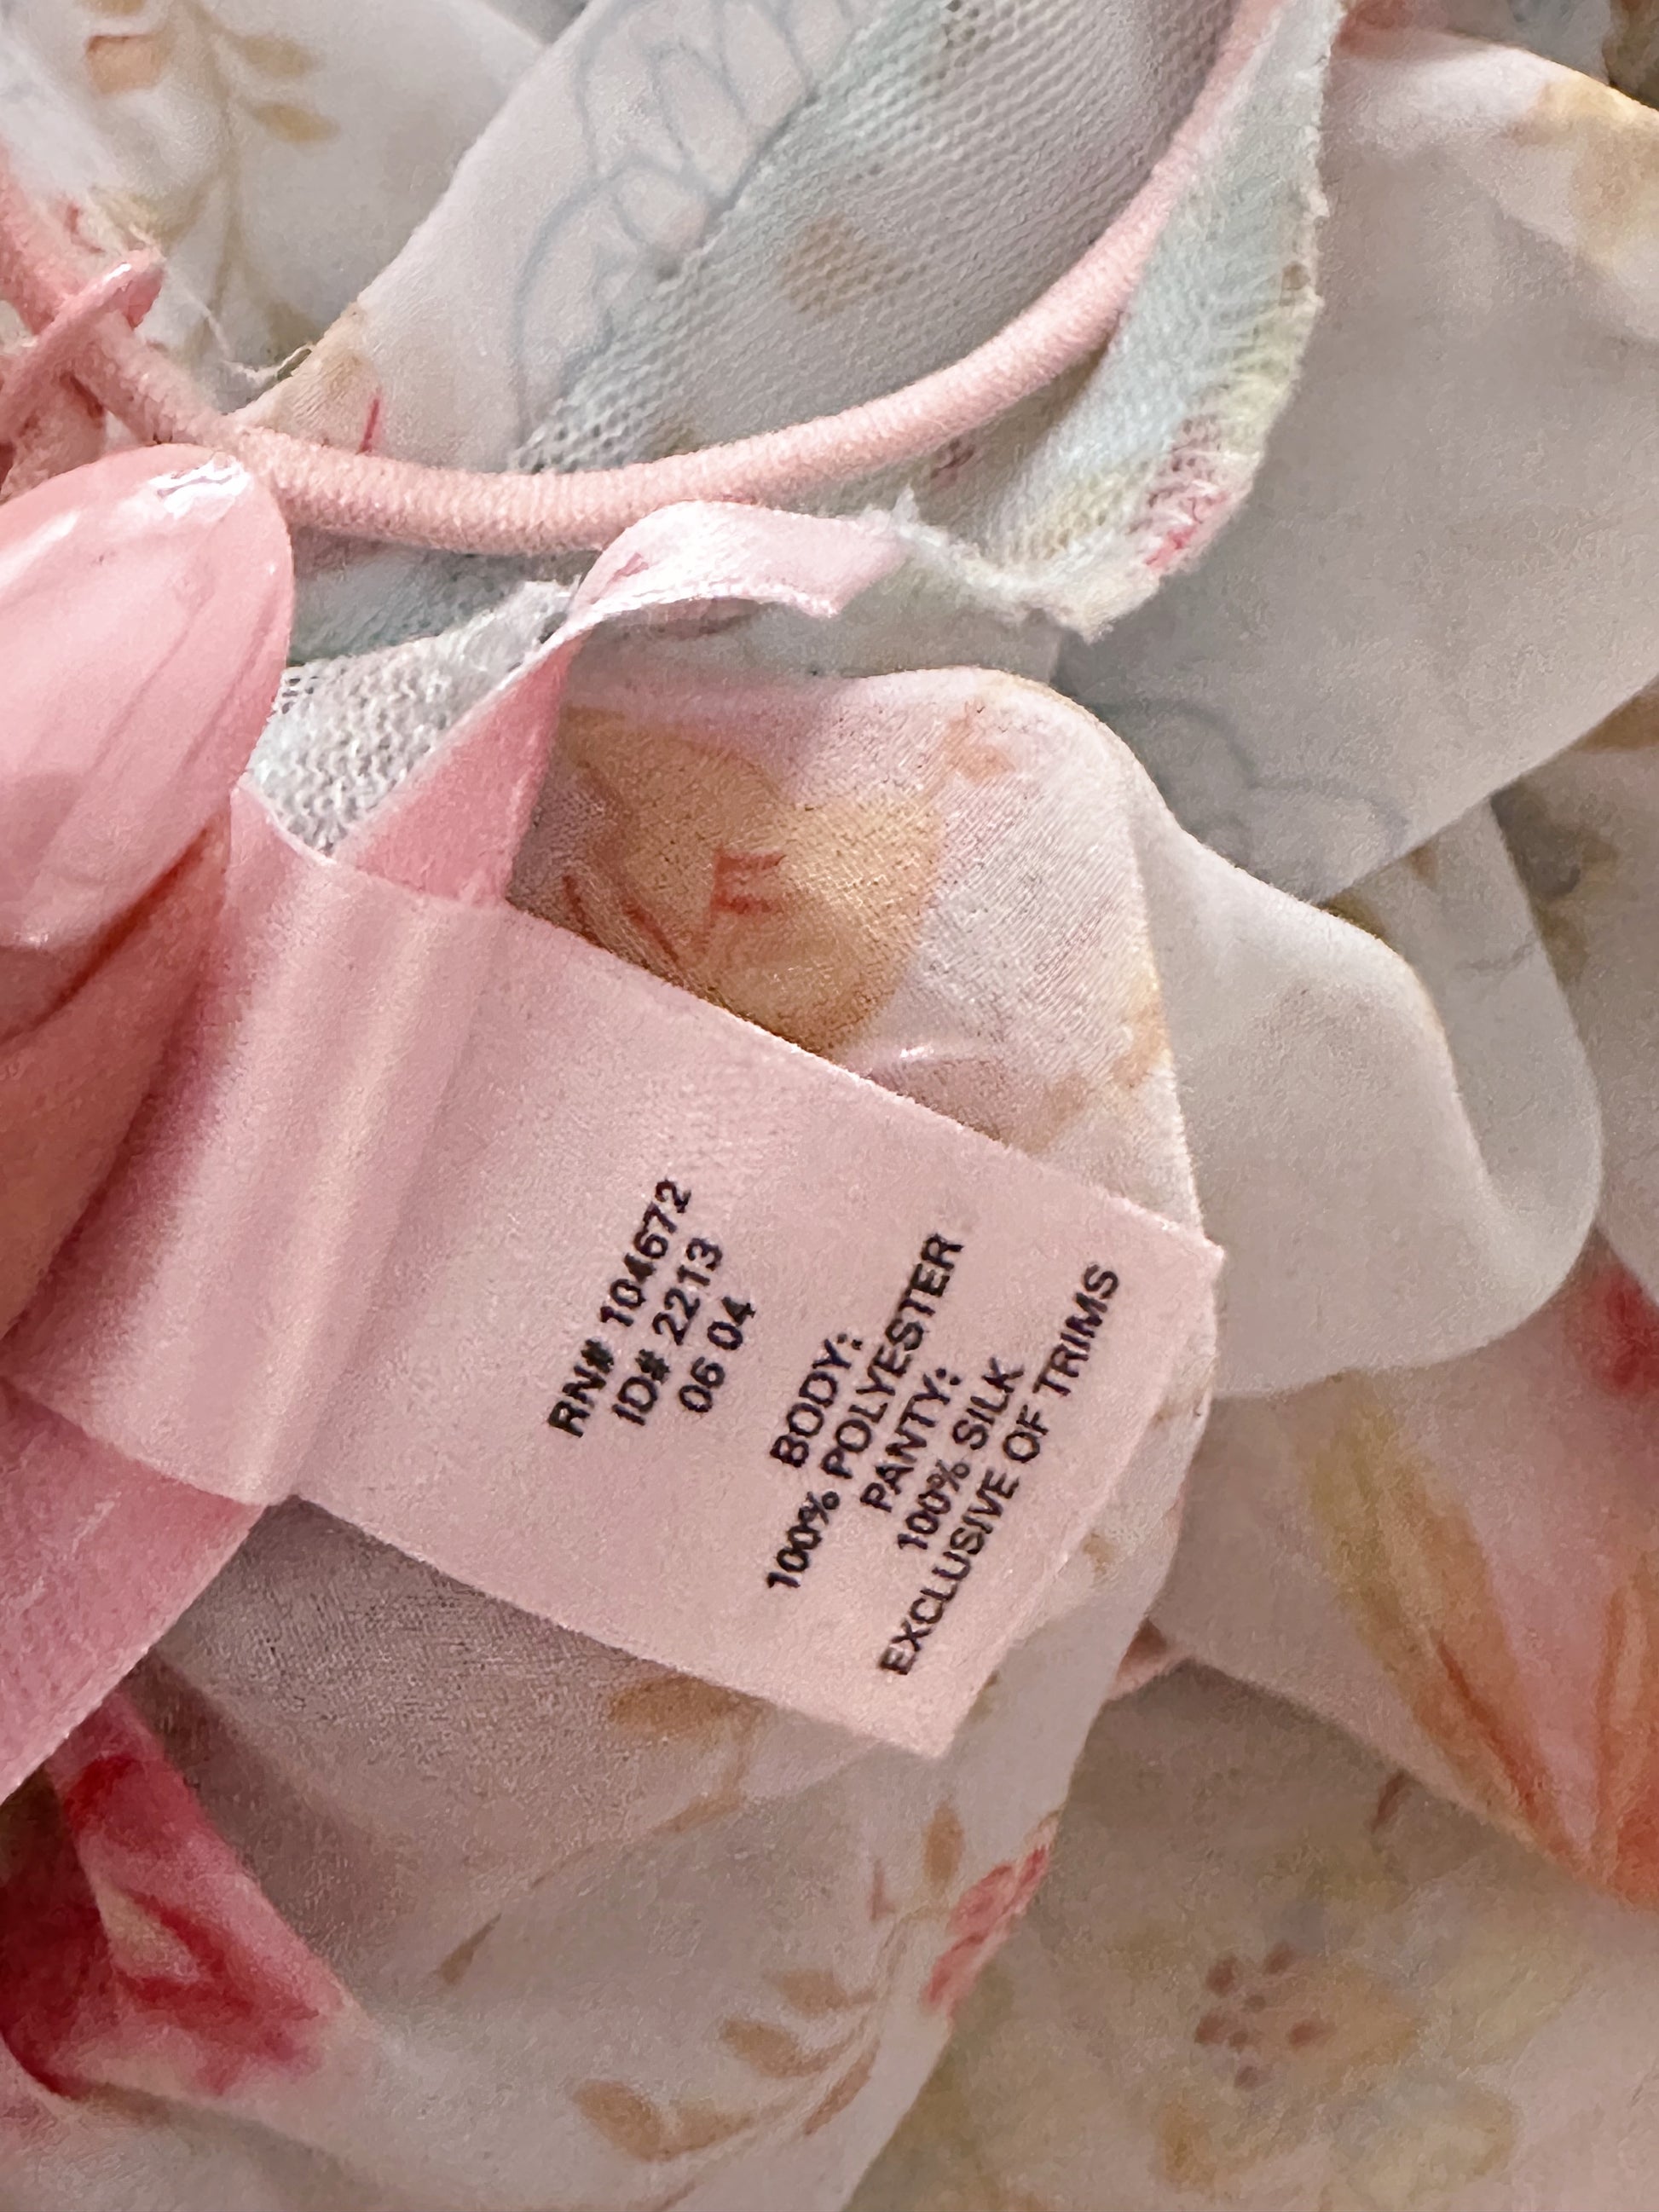 RN# 104672
ID# 2213
06 04
BODY:
100% POLYESTER
PANTY:
100% SILK
EXCLUSIVE OF TRIMS